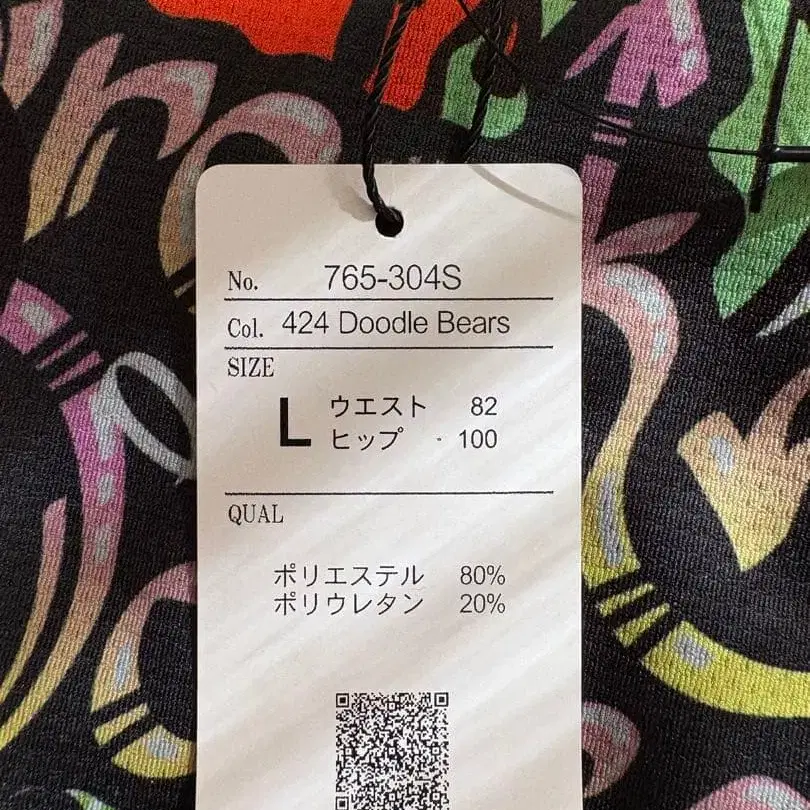 No. 765-304S
Col. 424 Doodle Bears
SIZE
L
ウエスト 82
ヒップ 100
QUAL
ポリエステル 80%
ポリウレタン 20%